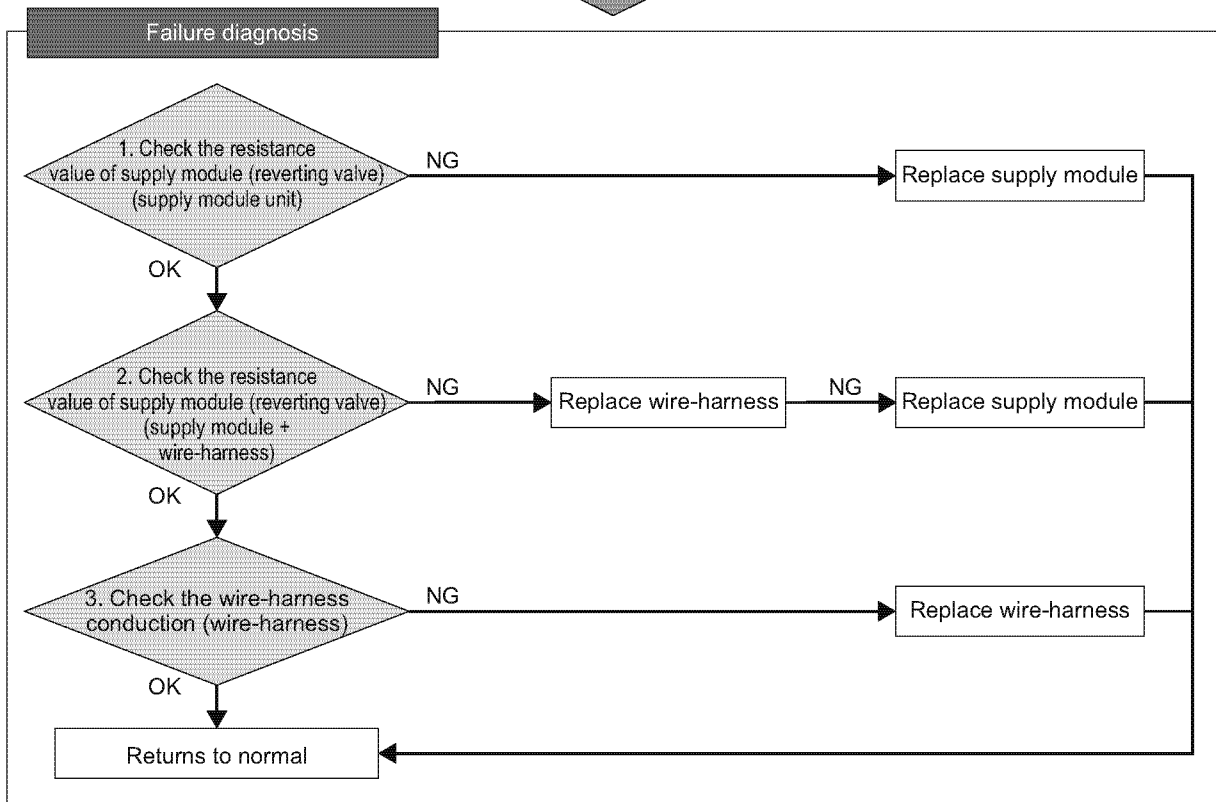 Failure diagnosis
1. Check the resistance
value of supply module (reverting valve)
(supply module unit)
NG
Replace supply module
OK
2. Check the resistance
value of supply module (reverting valve)
(supply module +
wire-harness)
NG
Replace wire-harness
NG
Replace supply module
OK
3. Check the wire-harness
conduction (wire-harness)
NG
Replace wire-harness
OK
Returns to normal